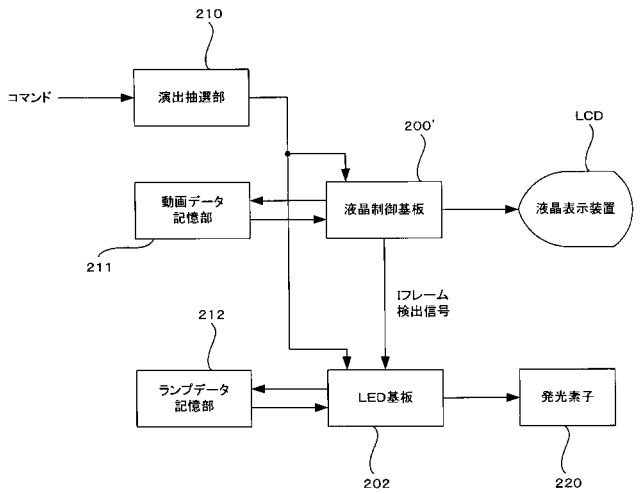 210
コマンド
演出抽選部
200'
LCD
動画データ
記憶部
液晶制御基板
液晶表示装置
211
Iフレーム
検出信号
212
ランプデータ
記憶部
LED基板
発光素子
202
220